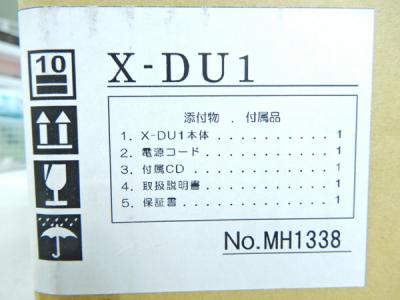 10
X-DU1
添付物．付属品
1. X-DU1本体 . . . . . . . . . . . 1
2. 電源コード . . . . . . . . . . . 1
3. 付属CD . . . . . . . . . . . . . 1
4. 取扱説明書 . . . . . . . . . . . 1
5. 保証書 . . . . . . . . . . . . . 1
No.MH1338